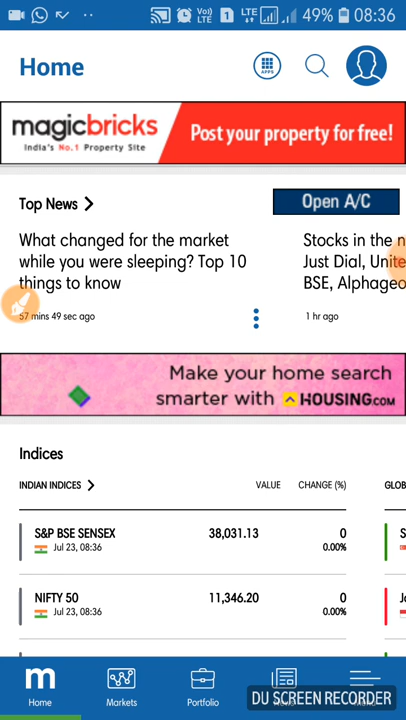 Vo)) LTE 1 LTE 49% 08:36
Home
APPS
magicbricks
India's No.1 Property Site
Post your property for free!
Top News
Open A/C
What changed for the market
while you were sleeping? Top 10
things to know
57 mins 49 sec ago
Stocks in the n
Just Dial, Unite
BSE, Alphageo
1 hr ago
Make your home search
smarter with HOUSING.com
Indices
INDIAN INDICES
VALUE
CHANGE (%)
GLOB
S&P BSE SENSEX
38,031.13
0
Jul 23, 08:36
0.00%
S
NIFTY 50
11,346.20
0
Jul 23, 08:36
0.00%
m
Home
Markets
Portfolio
DU SCREEN RECORDER